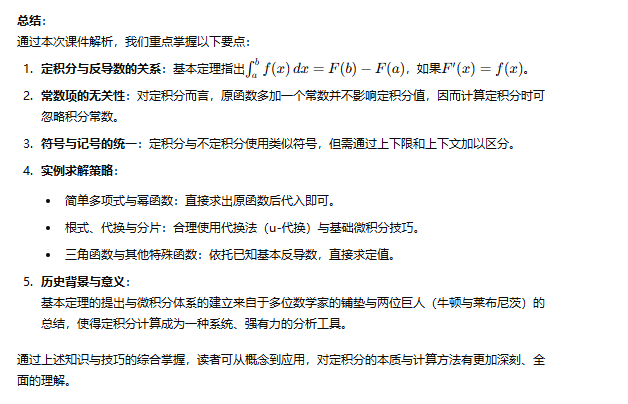 总结：
通过本次课件解析，我们重点掌握以下要点：
1. 定积分与反导数的关系：基本定理指出∫_a^b f(x) dx = F(b) − F(a)，如果F′(x) = f(x)。
2. 常数项的无关性：对定积分而言，原函数多加一个常数并不影响定积分值，因而计算定积分时可
忽略积分常数。
3. 符号与记号的统一：定积分与不定积分使用类似符号，但需通过上下限和上下文加以区分。
4. 实例求解策略：
• 简单多项式与幂函数：直接求出原函数后代入即可。
• 根式、代换与分片：合理使用代换法（u-代换）与基础微积分技巧。
• 三角函数与其他特殊函数：依托已知基本反导数，直接求定值。
5. 历史背景与意义：
基本定理的提出与微积分体系的建立来自于多位数学家的铺垫与两位巨人（牛顿与莱布尼茨）的
总结，使得定积分计算成为一种系统、强有力的分析工具。
通过上述知识与技巧的综合掌握，读者可从概念到应用，对定积分的本质与计算方法有更加深刻、全
面的理解。